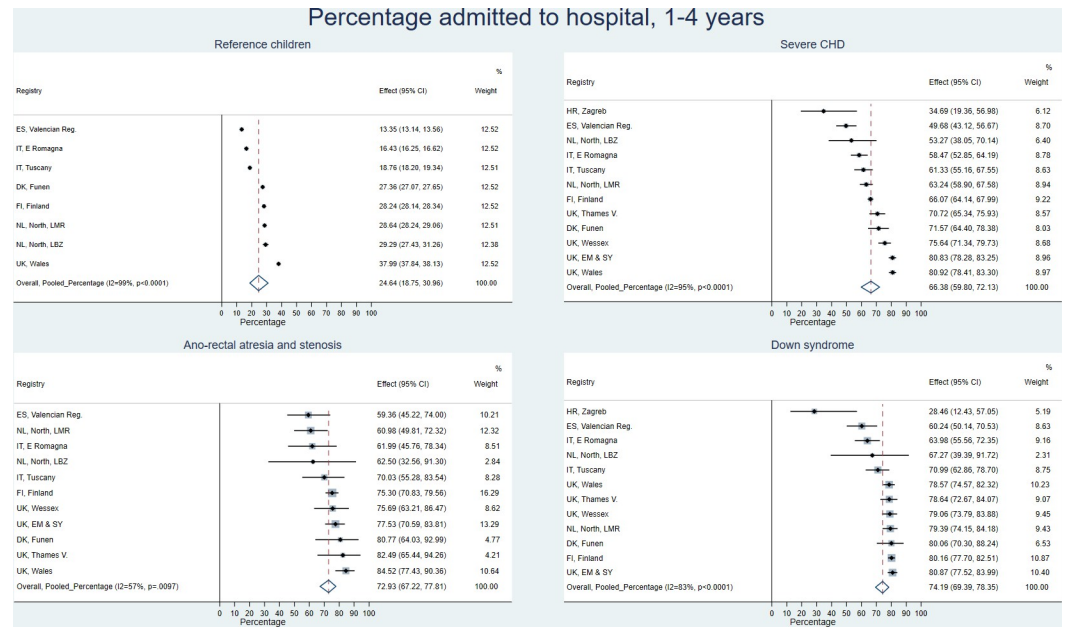 Percentage admitted to hospital, 1-4 years
Reference children
%
Registry Effect (95% CI) Weight
ES, Valencian Reg. 13.35 (13.14, 13.56) 12.52
IT, E Romagna 16.43 (16.25, 16.62) 12.52
IT, Tuscany 18.76 (18.20, 19.34) 12.51
DK, Funen 27.36 (27.07, 27.65) 12.52
FI, Finland 28.24 (28.14, 28.34) 12.52
NL, North, LMR 28.64 (28.24, 29.06) 12.51
NL, North, LBZ 29.29 (27.43, 31.26) 12.38
UK, Wales 37.99 (37.84, 38.13) 12.52
Overall, Pooled_Percentage (I2=99%, p<0.0001) 24.64 (18.75, 30.96) 100.00
0 10 20 30 40 50 60 70 80 90 100
Percentage
Severe CHD
%
Registry Effect (95% CI) Weight
HR, Zagreb 34.69 (19.36, 56.98) 6.12
ES, Valencian Reg. 49.68 (43.12, 56.67) 8.70
NL, North, LBZ 53.27 (38.05, 70.14) 6.40
IT, E Romagna 58.47 (52.85, 64.19) 8.78
IT, Tuscany 61.33 (55.16, 67.55) 8.63
NL, North, LMR 63.24 (58.90, 67.58) 8.94
FI, Finland 66.07 (64.14, 67.99) 9.22
UK, Thames V. 70.72 (65.34, 75.93) 8.57
DK, Funen 71.57 (64.40, 78.38) 8.03
UK, Wessex 75.64 (71.34, 79.73) 8.68
UK, EM & SY 80.83 (78.28, 83.25) 8.96
UK, Wales 80.92 (78.41, 83.30) 8.97
Overall, Pooled_Percentage (I2=95%, p<0.0001) 66.38 (59.80, 72.13) 100.00
0 10 20 30 40 50 60 70 80 90 100
Percentage
Ano-rectal atresia and stenosis
%
Registry Effect (95% CI) Weight
ES, Valencian Reg. 59.36 (45.22, 74.00) 10.21
NL, North, LMR 60.98 (49.81, 72.32) 12.32
IT, E Romagna 61.99 (45.76, 78.34) 8.51
NL, North, LBZ 62.50 (32.56, 91.30) 2.84
IT, Tuscany 70.03 (55.28, 83.54) 8.28
FI, Finland 75.30 (70.83, 79.56) 16.29
UK, Wessex 75.69 (63.21, 86.47) 8.62
UK, EM & SY 77.53 (70.59, 83.81) 13.29
DK, Funen 80.77 (64.03, 92.99) 4.77
UK, Thames V. 82.49 (65.44, 94.26) 4.21
UK, Wales 84.52 (77.43, 90.36) 10.64
Overall, Pooled_Percentage (I2=57%, p=.0097) 72.93 (67.22, 77.81) 100.00
0 10 20 30 40 50 60 70 80 90 100
Percentage
Down syndrome
%
Registry Effect (95% CI) Weight
HR, Zagreb 28.46 (12.43, 57.05) 5.19
ES, Valencian Reg. 60.24 (50.14, 70.53) 8.63
IT, E Romagna 63.98 (55.56, 72.35) 9.16
NL, North, LBZ 67.27 (39.39, 91.72) 2.31
IT, Tuscany 70.99 (62.86, 78.70) 8.75
UK, Wales 78.57 (74.57, 82.32) 10.23
UK, Thames V. 78.64 (72.67, 84.07) 9.07
UK, Wessex 79.06 (73.79, 83.88) 9.45
NL, North, LMR 79.39 (74.15, 84.18) 9.43
DK, Funen 80.06 (70.30, 88.24) 6.53
FI, Finland 80.16 (77.70, 82.51) 10.87
UK, EM & SY 80.87 (77.52, 83.99) 10.40
Overall, Pooled_Percentage (I2=83%, p<0.0001) 74.19 (69.39, 78.35) 100.00
0 10 20 30 40 50 60 70 80 90 100
Percentage